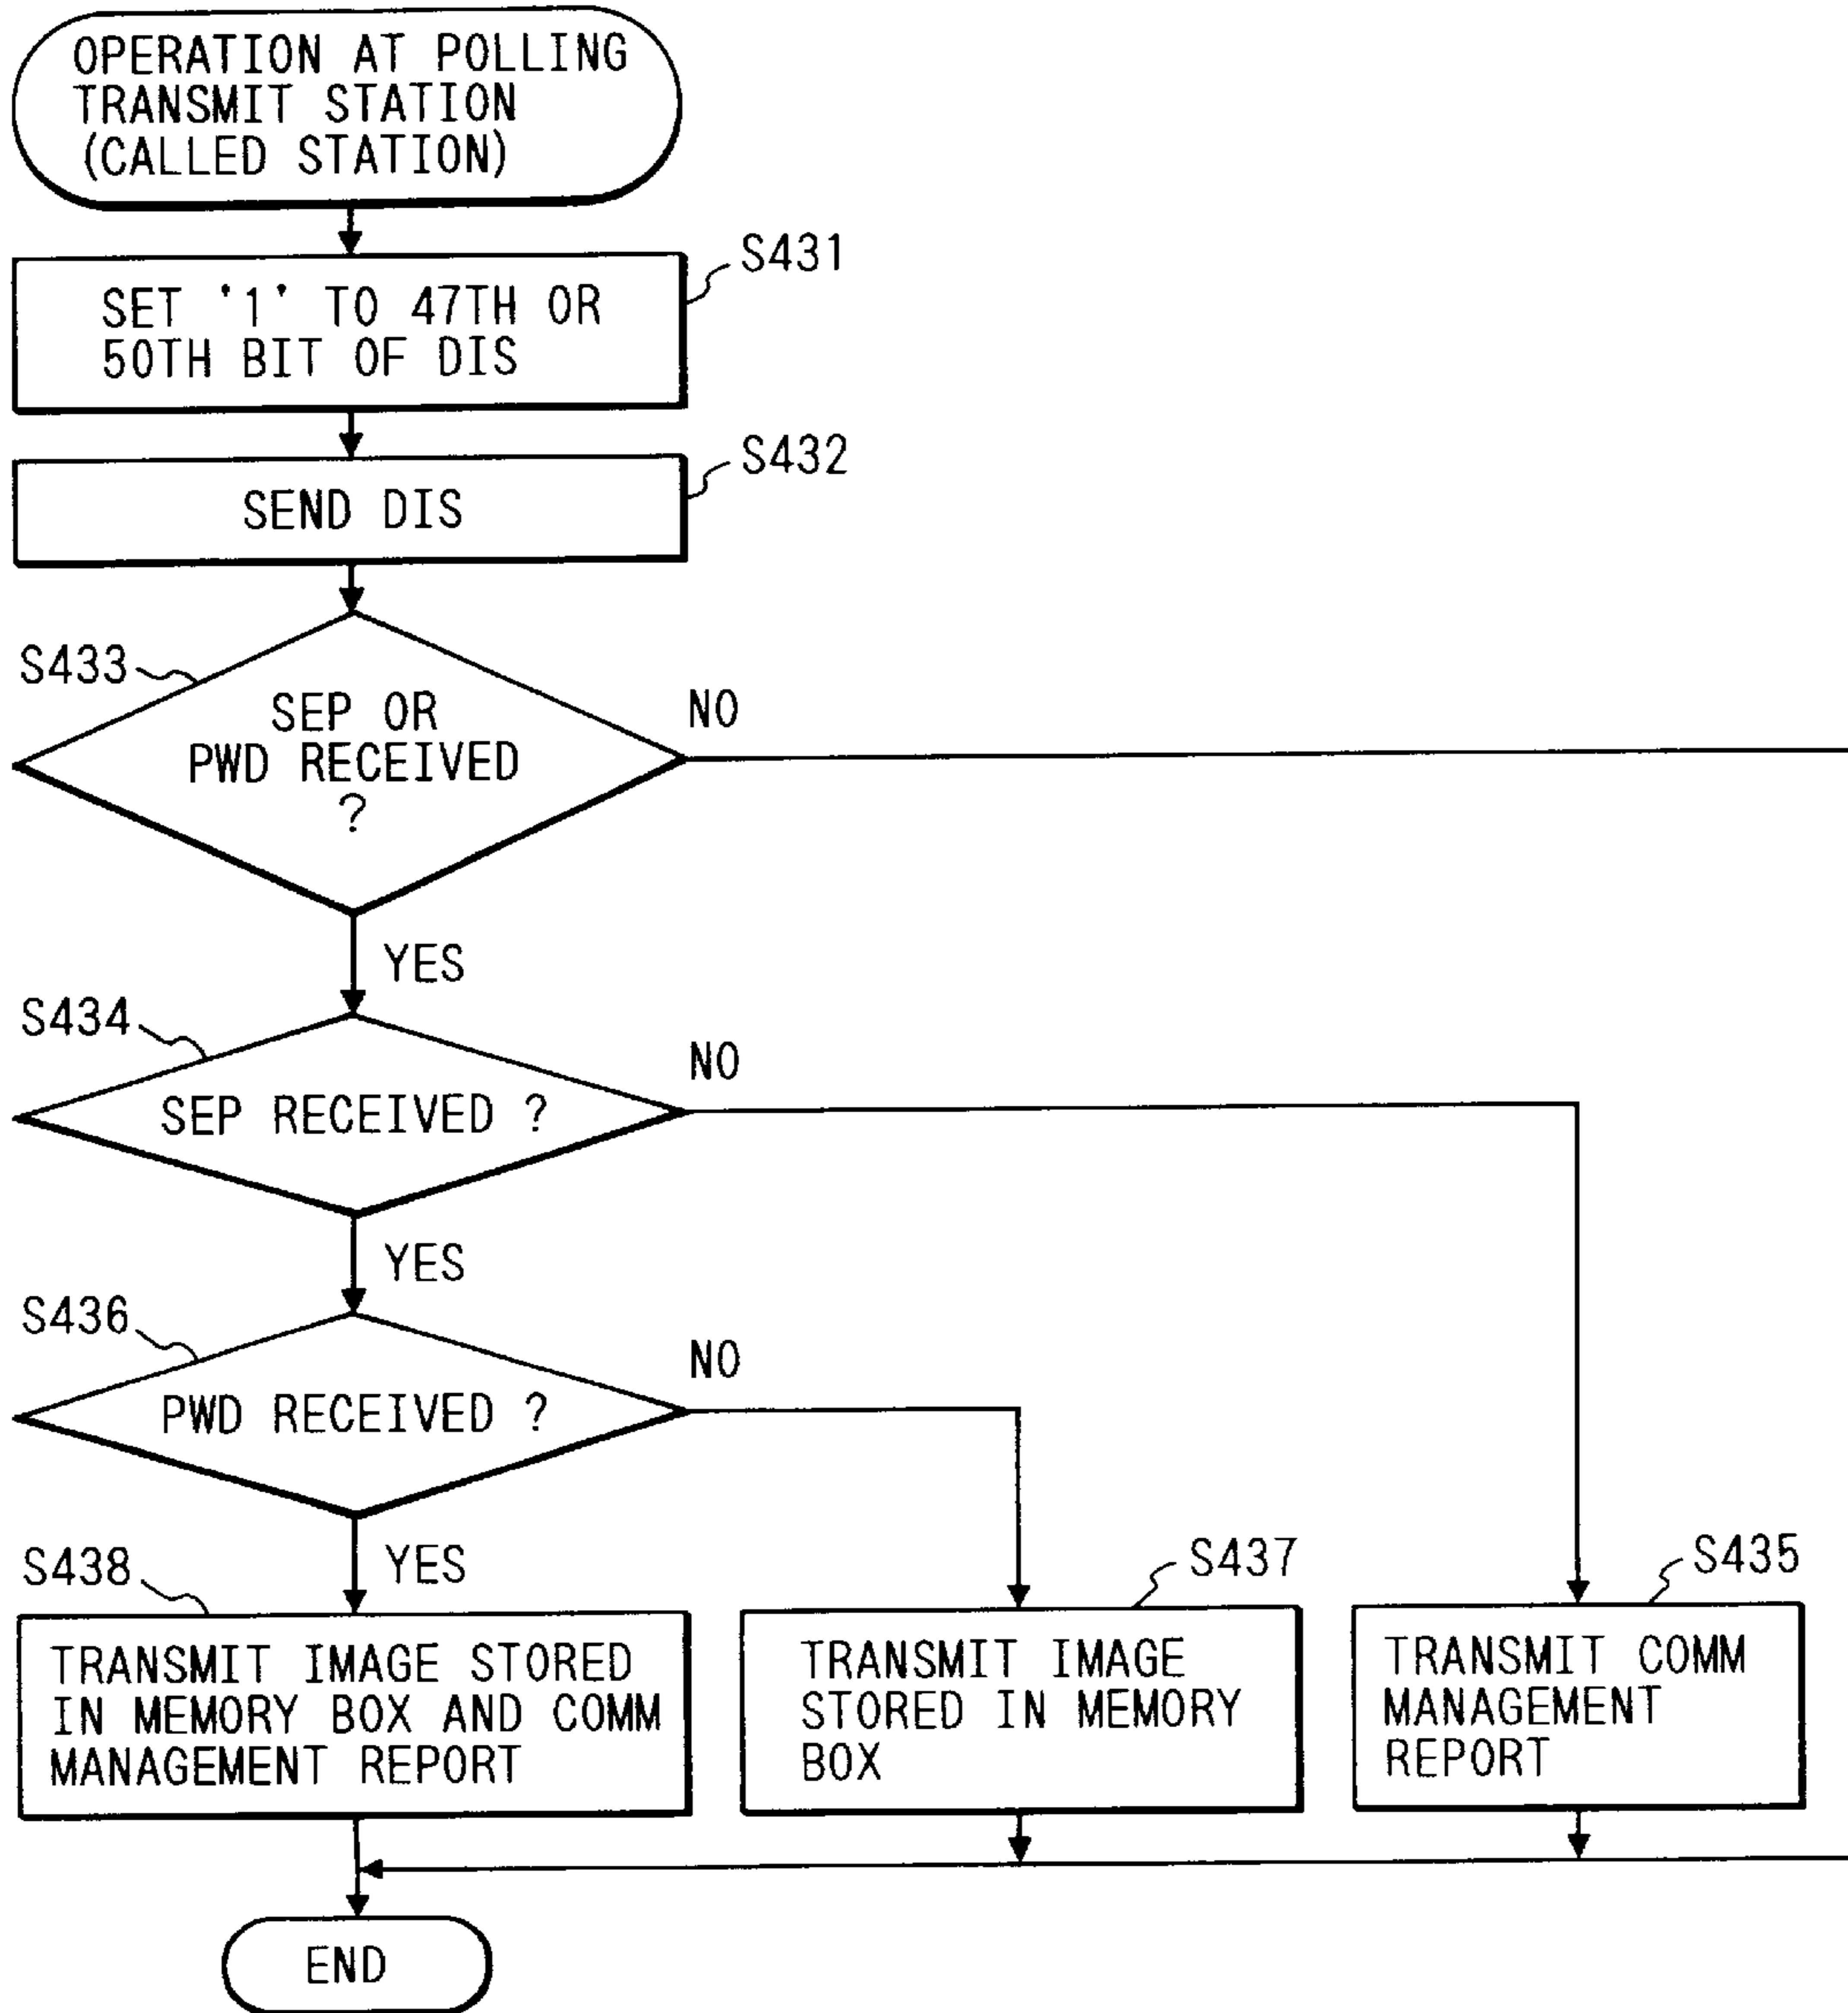 OPERATION AT POLLING
TRANSMIT STATION
(CALLED STATION)
S431
SET '1' TO 47TH OR
50TH BIT OF DIS
S432
SEND DIS
S433
SEP OR
PWD RECEIVED
?
NO
YES
S434
SEP RECEIVED ?
NO
YES
S436
PWD RECEIVED ?
NO
YES
S438
TRANSMIT IMAGE STORED
IN MEMORY BOX AND COMM
MANAGEMENT REPORT
S437
TRANSMIT IMAGE
STORED IN MEMORY
BOX
S435
TRANSMIT COMM
MANAGEMENT
REPORT
END